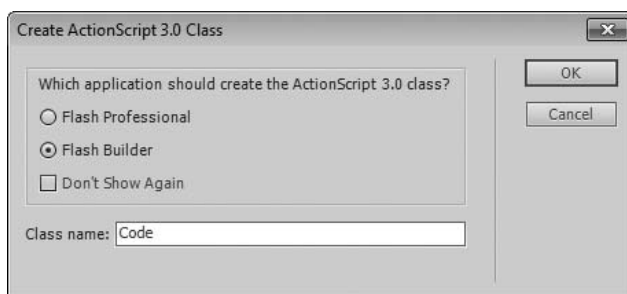 Create ActionScript 3.0 Class
Which application should create the ActionScript 3.0 class?
Flash Professional
Flash Builder
Don't Show Again
Class name: Code
OK
Cancel